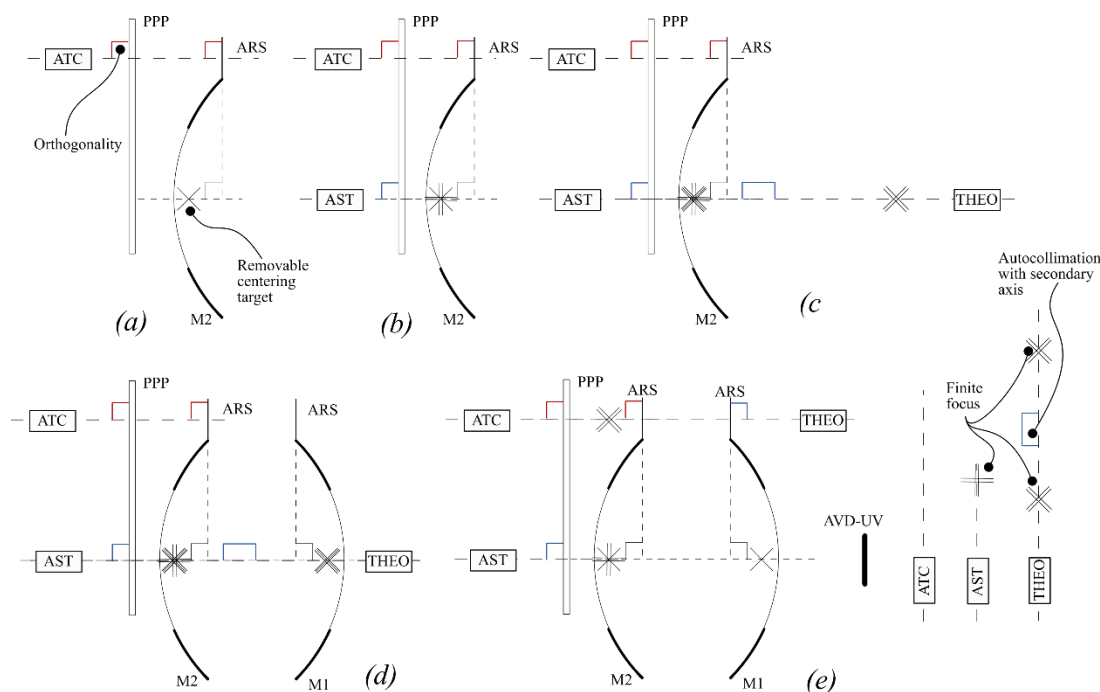 PPP
ATC
ARS
Orthogonality
Removable
centering
target
M2
(a)
ATC
ARS
AST
M2
(b)
ATC
ARS
AST
THEO
M2
(c
PPP
ATC
ARS
ARS
AST
THEO
M2
M1
(d)
PPP
ATC
ARS
ARS
THEO
AST
M2
M1
(e)
AVD-UV
Autocollimation
with secondary
axis
Finite
focus
ATC
AST
THEO